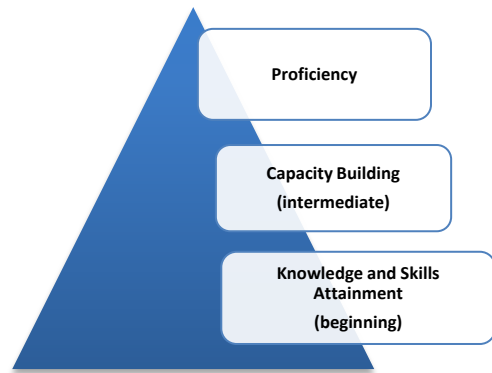 Proficiency
Capacity Building
(intermediate)
Knowledge and Skills
Attainment
(beginning)